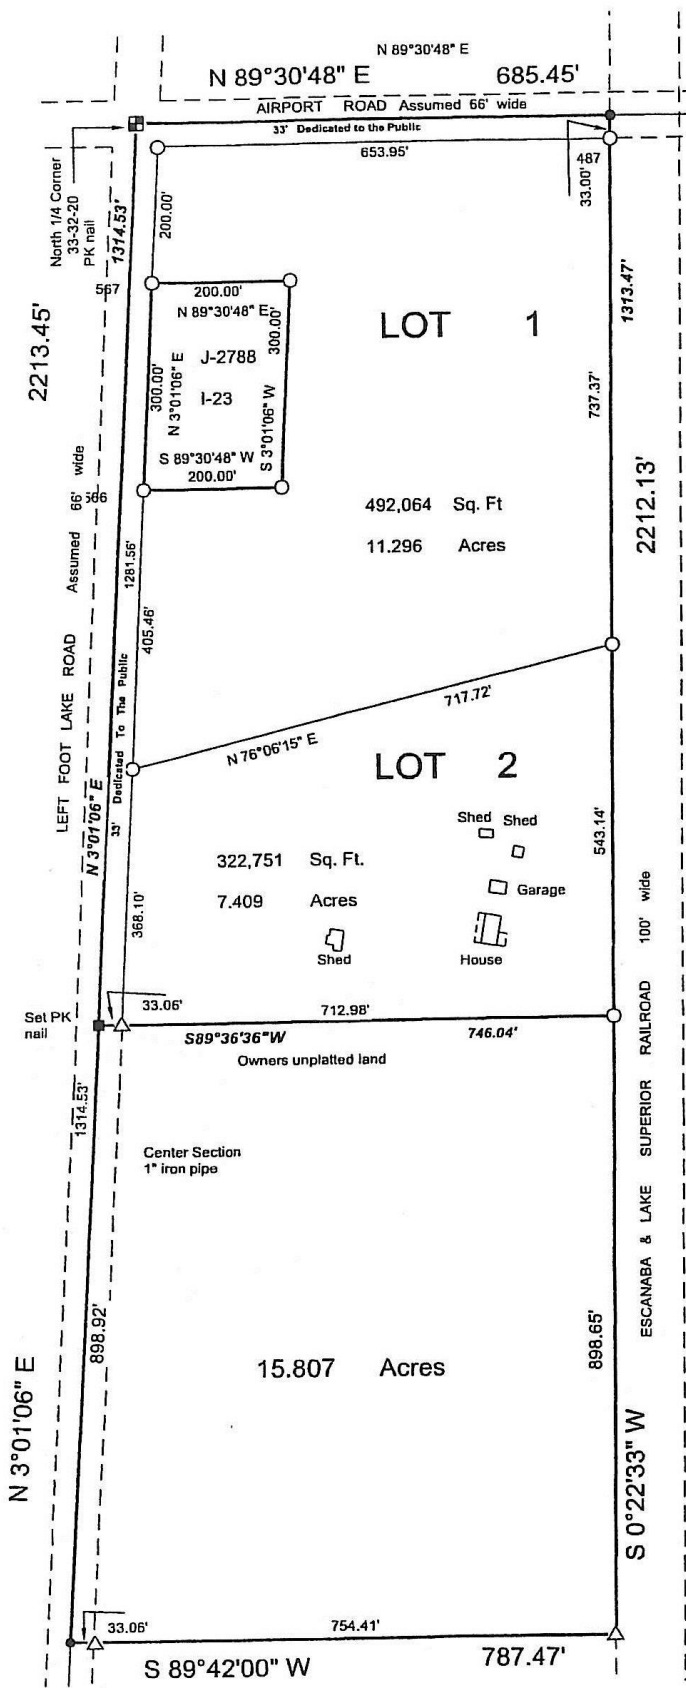 N 89°30'48" E
N 89°30'48" E 685.45'
AIRPORT ROAD Assumed 66' wide
33' Dedicated to the Public
653.95'
487
33.00'
North 1/4 Corner
33-32-20
PK nail
1314.53'
200.00'
567
200.00'
N 89°30'48" E
300.00'
N 3°01'06" E
J-2788
I-23
300.00'
S 3°01'06" W
S 89°30'48" W
200.00'
LOT 1
1313.47'
737.37'
2213.45'
2212.13'
492,064 Sq. Ft
11.296 Acres
566
LEFT FOOT LAKE ROAD Assumed 66' wide
1281.56'
405.46'
33' Dedicated To The Public
N 3°01'06" E
717.72'
N 76°06'15" E
LOT 2
Shed Shed
543.14'
322,751 Sq. Ft.
7.409 Acres
Garage
368.10'
Shed
House
ESCANABA & LAKE SUPERIOR RAILROAD 100' wide
33.06'
712.98'
Set PK
nail
S89°36'36"W 746.04'
Owners unplatted land
1314.53'
Center Section
1" iron pipe
898.92'
898.65'
15.807 Acres
N 3°01'06" E
S 0°22'33" W
33.06'
754.41'
S 89°42'00" W 787.47'